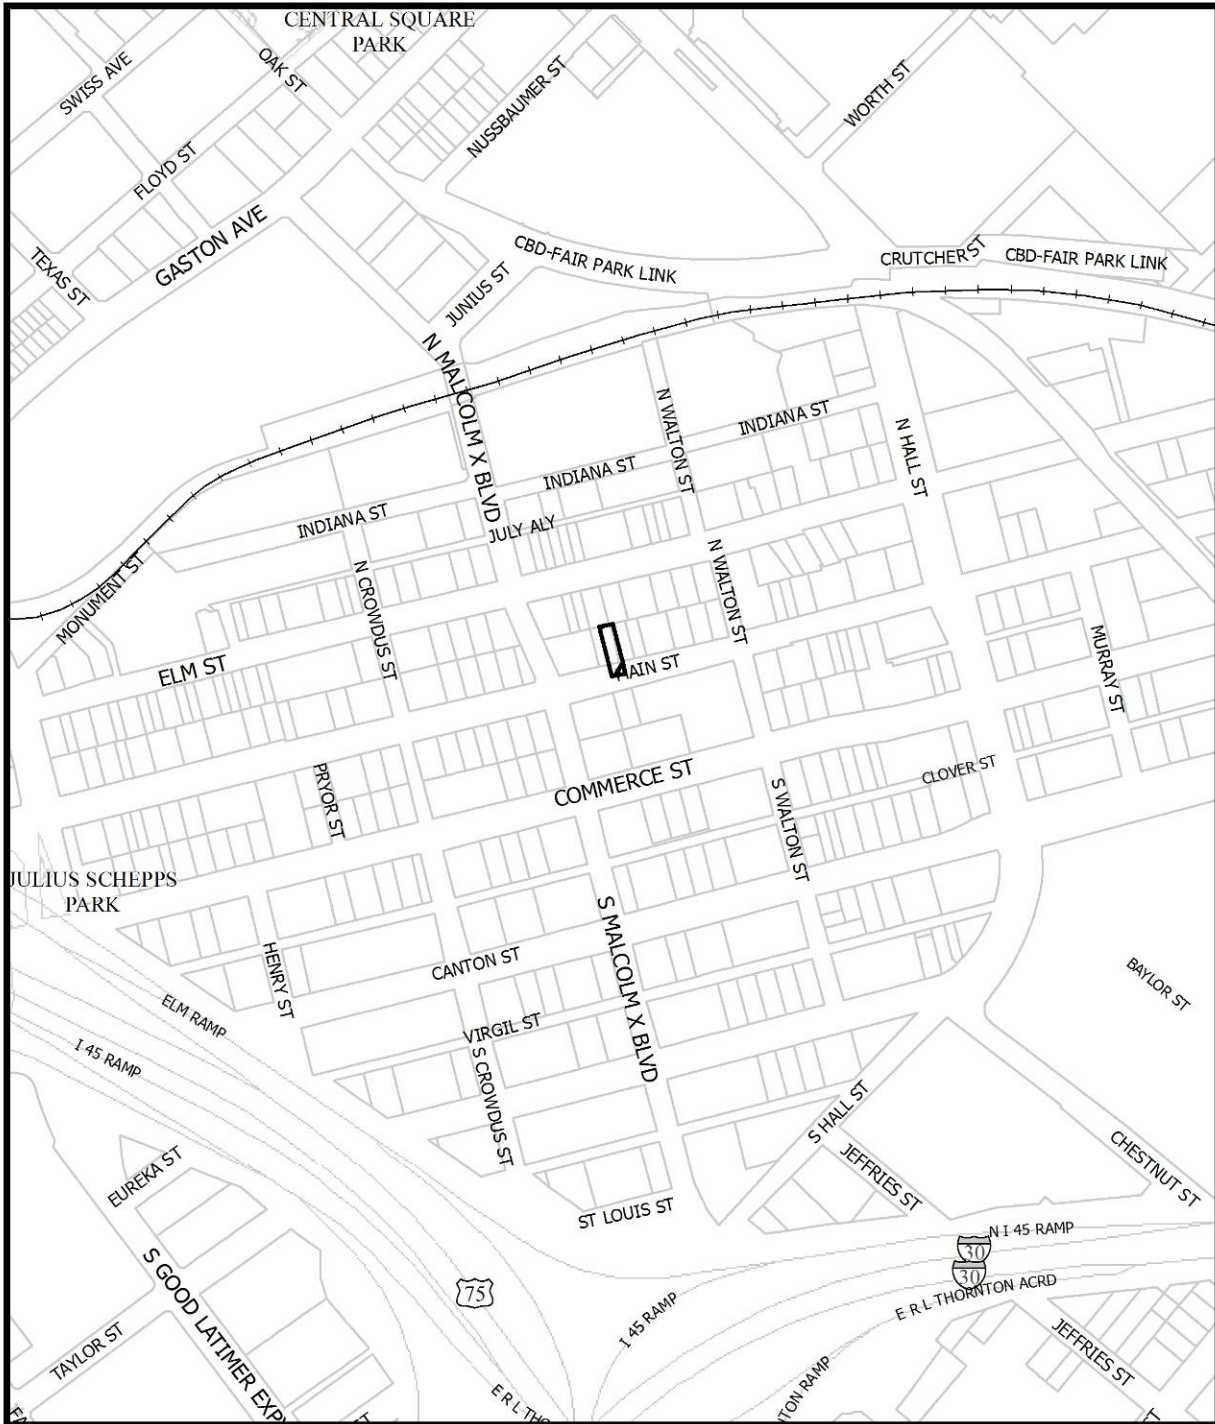 CENTRAL SQUARE
PARK
SWISS AVE
OAK ST
NUSSBAUMER ST
WORTH ST
FLOYD ST
GASTON AVE
TEXAS ST
CBD-FAIR PARK LINK
CRUTCHER ST
CBD-FAIR PARK LINK
JUNIUS ST
N MALCOLM X BLVD
N WALTON ST
INDIANA ST
N HALL ST
INDIANA ST
INDIANA ST
JULY ALY
MONUMENT ST
N CROWDUS ST
N WALTON ST
ELM ST
MAIN ST
MURRAY ST
PRYOR ST
COMMERCE ST
CLOVER ST
S WALTON ST
JULIUS SCHEPPS
PARK
S MALCOLM X BLVD
HENRY ST
CANTON ST
BAYLOR ST
ELM RAMP
VIRGIL ST
I 45 RAMP
S CROWDUS ST
S HALL ST
JEFFRIES ST
CHESTNUT ST
EUREKA ST
ST LOUIS ST
N I 45 RAMP
30
30
E R L THORNTON ACRD
75
S GOOD LATIMER EXPY
I 45 RAMP
TAYLOR ST
JEFFRIES ST
E R L THO
TON RAMP
ST